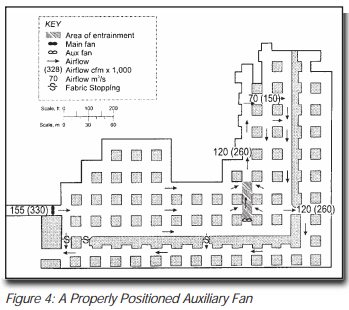 KEY
Area of entrainment
Main fan
Aux fan
Airflow
(328) Airflow cfm x 1,000
70 Airflow m³/s
Fabric Stopping
Scale, ft 0 100 200
Scale, m 0 30 60
70 (150)
120 (260)
155 (330)
120 (260)
S
S
S
Figure 4: A Properly Positioned Auxiliary Fan